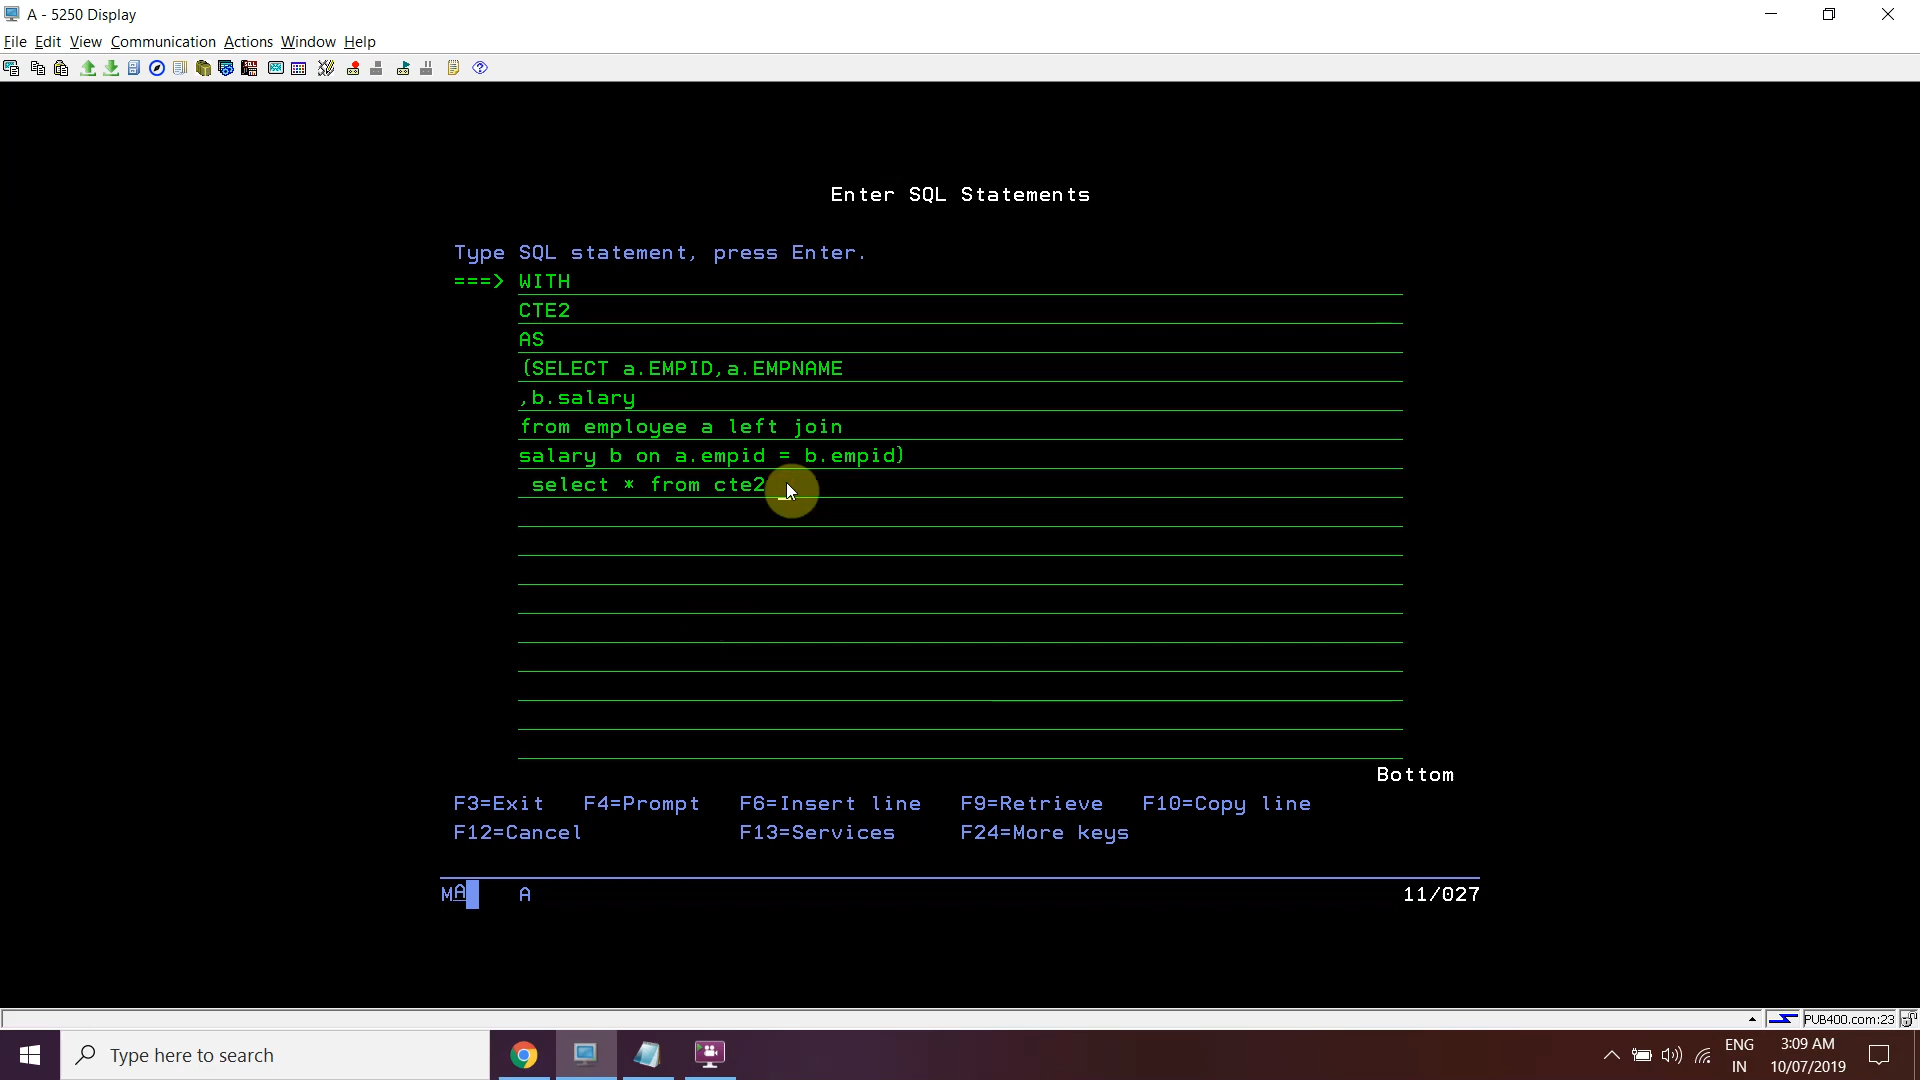 A - 5250 Display
File Edit View Communication Actions Window Help
Enter SQL Statements
Type SQL statement, press Enter.
===> WITH
CTE2
AS
(SELECT a.EMPID,a.EMPNAME
,b.salary
from employee a left join
salary b on a.empid = b.empid)
select * from cte2
Bottom
F3=Exit F4=Prompt F6=Insert line F9=Retrieve F10=Copy line
F12=Cancel F13=Services F24=More keys
MA A 11/027
PUB400.com:23
Type here to search
ENG 3:09 AM
IN 10/07/2019